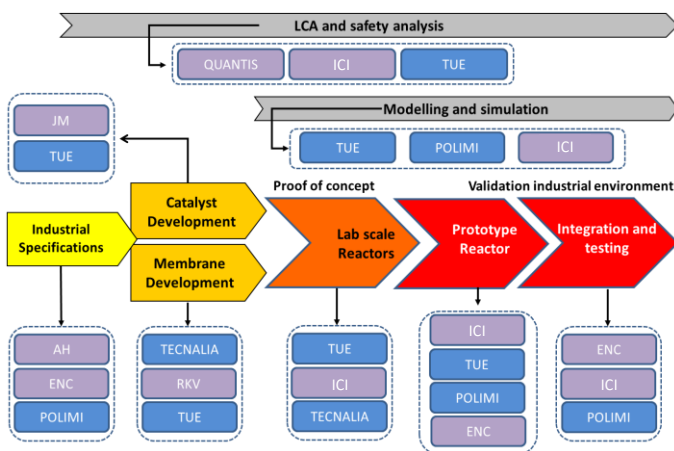 LCA and safety analysis
QUANTIS
ICI
TUE
Modelling and simulation
TUE
POLIMI
ICI
JM
TUE
Proof of concept
Validation industrial environment
Industrial
Specifications
Catalyst
Development
Membrane
Development
Lab scale
Reactors
Prototype
Reactor
Integration and
testing
AH
ENC
POLIMI
TECNALIA
RKV
TUE
TUE
ICI
TECNALIA
ICI
TUE
POLIMI
ENC
ENC
ICI
POLIMI